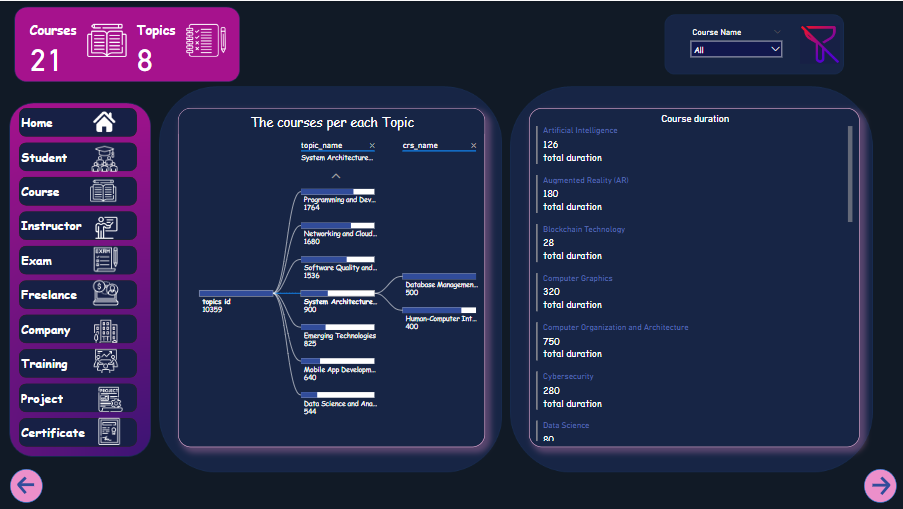 Courses
21
Topics
8
Course Name
All
Home
Student
Course
Instructor
Exam
Freelance
Company
Training
Project
Certificate
The courses per each Topic
topic_name
crs_name
System Architecture...
Programming and Dev...
1764
Networking and Cloud...
1680
Software Quality and...
1536
System Architecture...
900
Emerging Technologies
825
Mobile App Developm...
640
Data Science and Ana...
544
topics id
10359
Database Managemen...
500
Human-Computer Int...
400
Course duration
Artificial Intelligence
126
total duration
Augmented Reality (AR)
180
total duration
Blockchain Technology
28
total duration
Computer Graphics
320
total duration
Computer Organization and Architecture
750
total duration
Cybersecurity
280
total duration
Data Science
80
EXAM
PROJECT